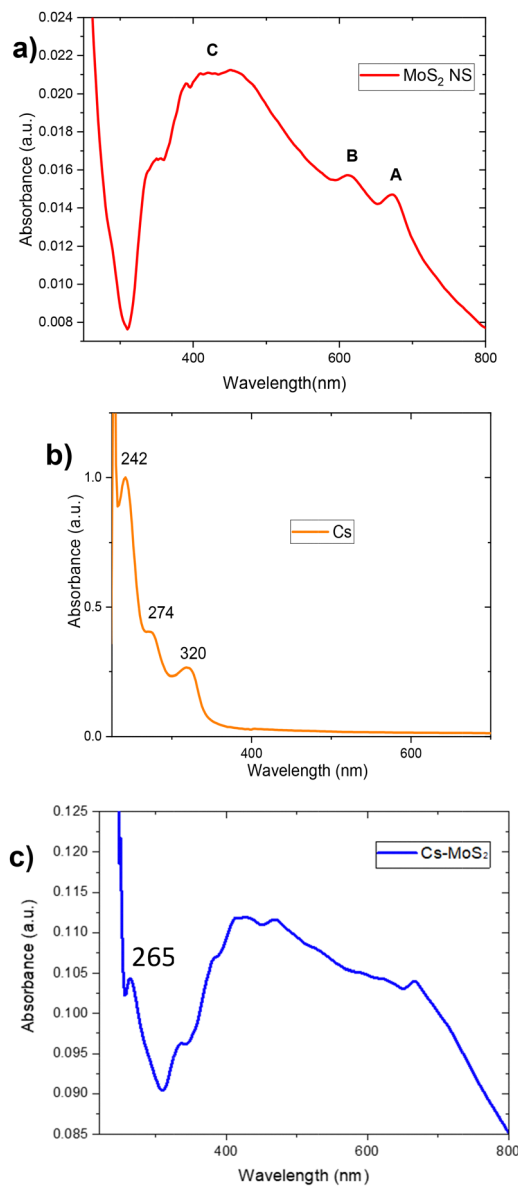 a)
0.024
0.022
0.020
0.018
0.016
0.014
0.012
0.010
0.008
Absorbance (a.u.)
C
B
A
MoS₂ NS
400
600
800
Wavelength(nm)
b)
1.0
0.5
0.0
Absorbance (a.u.)
242
274
320
Cs
400
600
Wavelength (nm)
c)
0.125
0.120
0.115
0.110
0.105
0.100
0.095
0.090
0.085
Absorbance (a.u.)
265
Cs-MoS₂
400
600
800
Wavelength (nm)